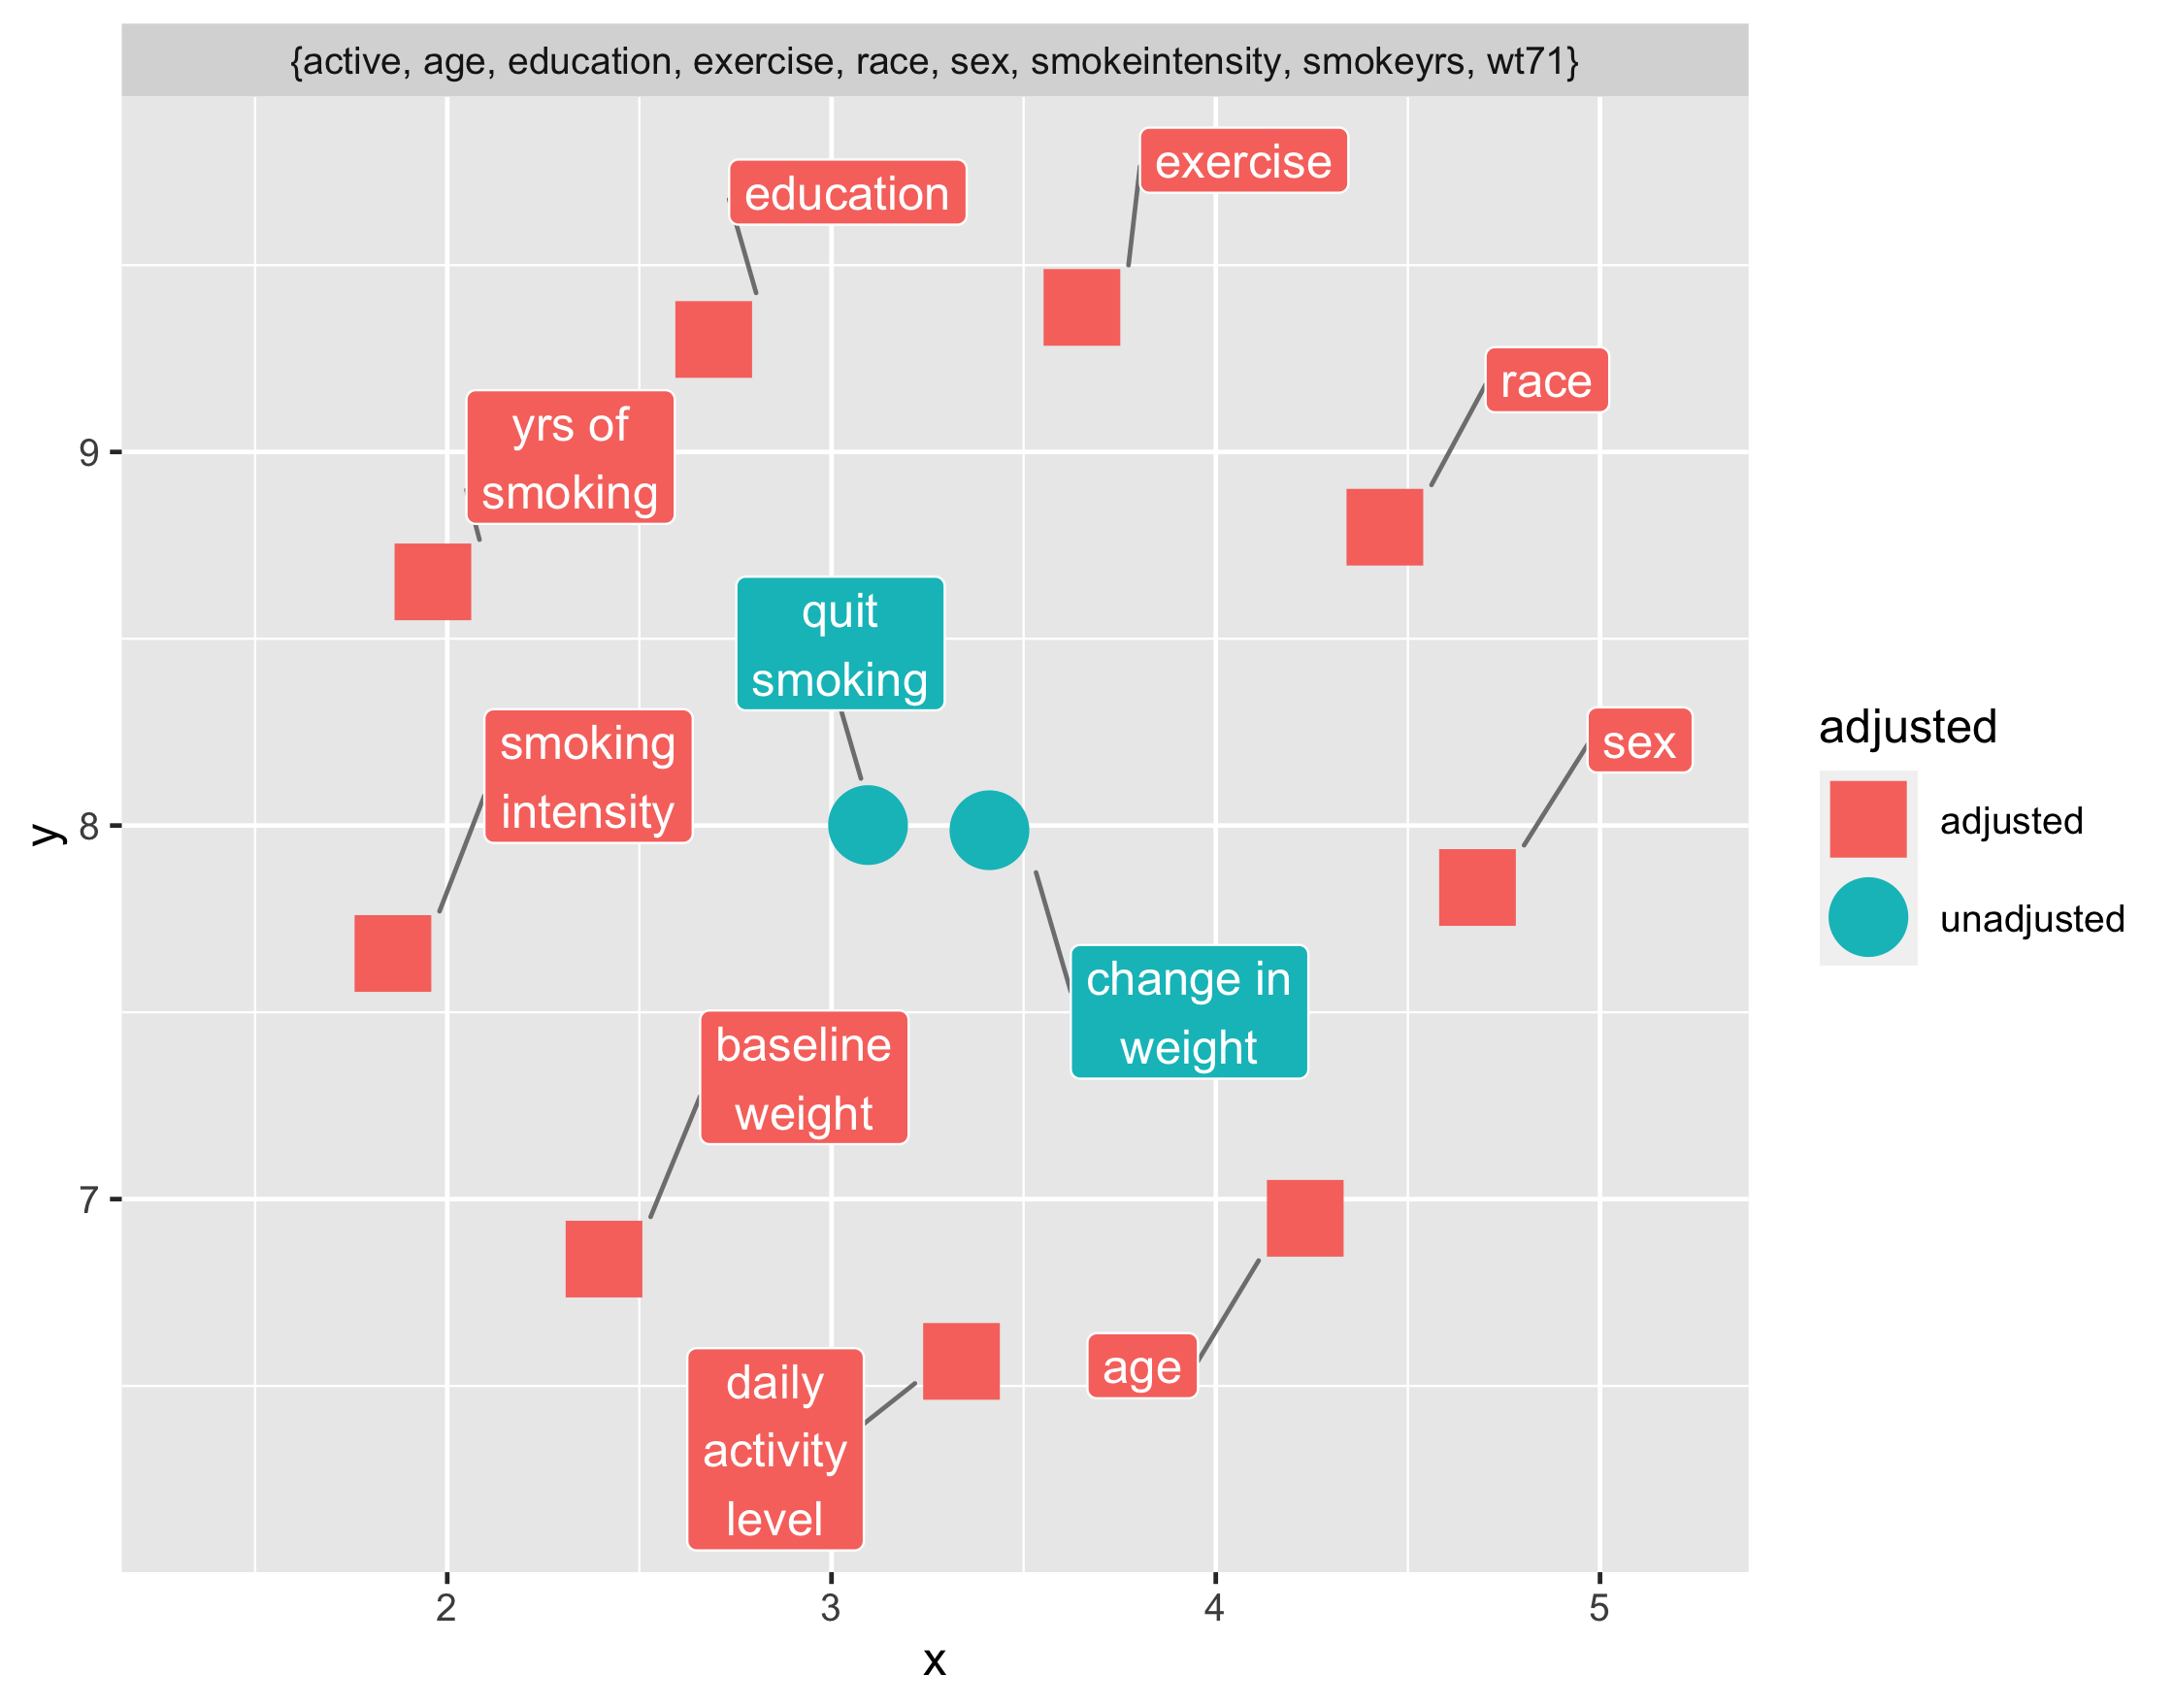 {active, age, education, exercise, race, sex, smokeintensity, smokeyrs, wt71}
exercise
education
race
yrs of
smoking
quit
smoking
smoking
intensity
sex
change in
weight
baseline
weight
age
daily
activity
level
9
8
7
y
2
3
4
5
x
adjusted
adjusted
unadjusted